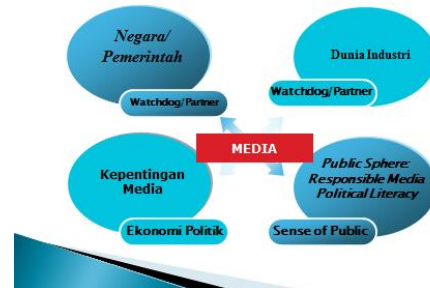 Negara/
Pemerintah
Watchdog/Partner
Dunia Industri
Watchdog/Partner
MEDIA
Kepentingan
Media
Ekonomi Politik
Public Sphere:
Responsible Media
Political Literacy
Sense of Public